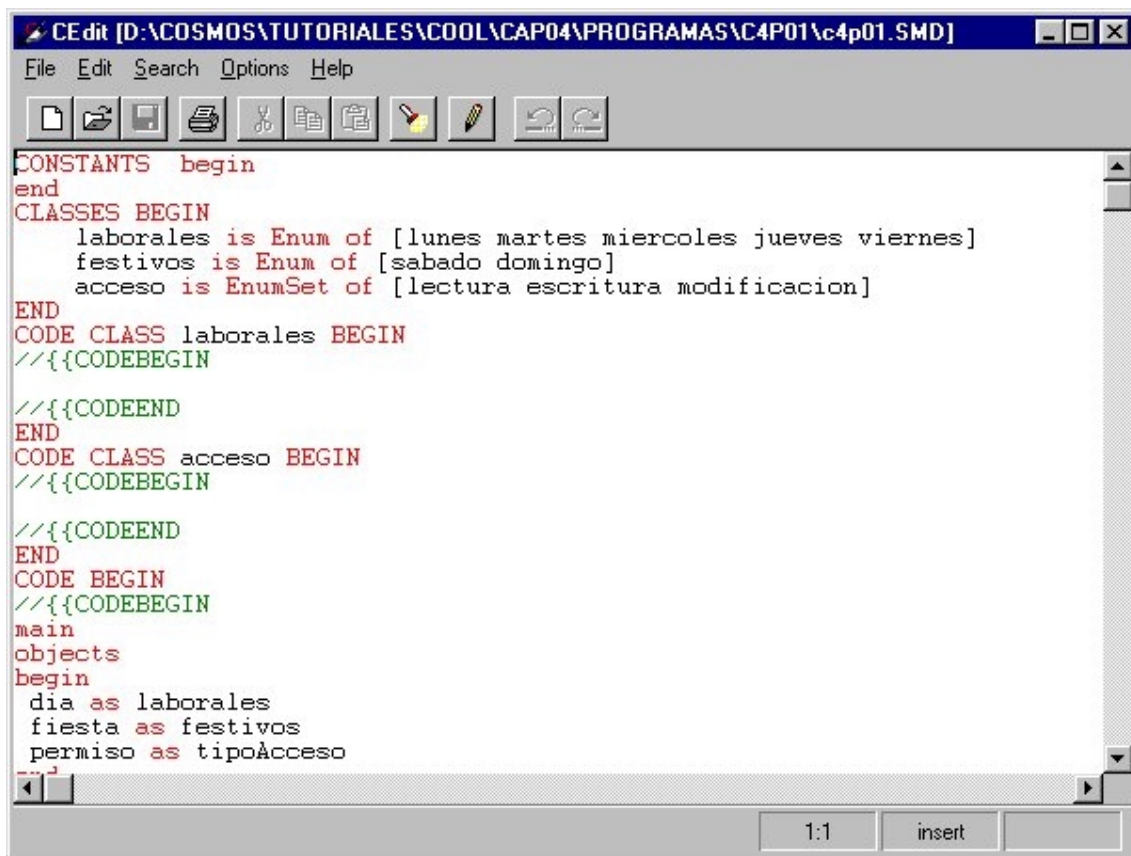 CEdit [D:\COSMOS\TUTORIALES\COOL\CAP04\PROGRAMAS\C4P01\c4p01.SMD]
File Edit Search Options Help
CONSTANTS  begin
end
CLASSES BEGIN
    laborales is Enum of [lunes martes miercoles jueves viernes]
    festivos is Enum of [sabado domingo]
    acceso is EnumSet of [lectura escritura modificacion]
END
CODE CLASS laborales BEGIN
//{{CODEBEGIN
//{{CODEEND
END
CODE CLASS acceso BEGIN
//{{CODEBEGIN
//{{CODEEND
END
CODE BEGIN
//{{CODEBEGIN
main
objects
begin
 dia as laborales
 fiesta as festivos
 permiso as tipoAcceso
1:1 insert